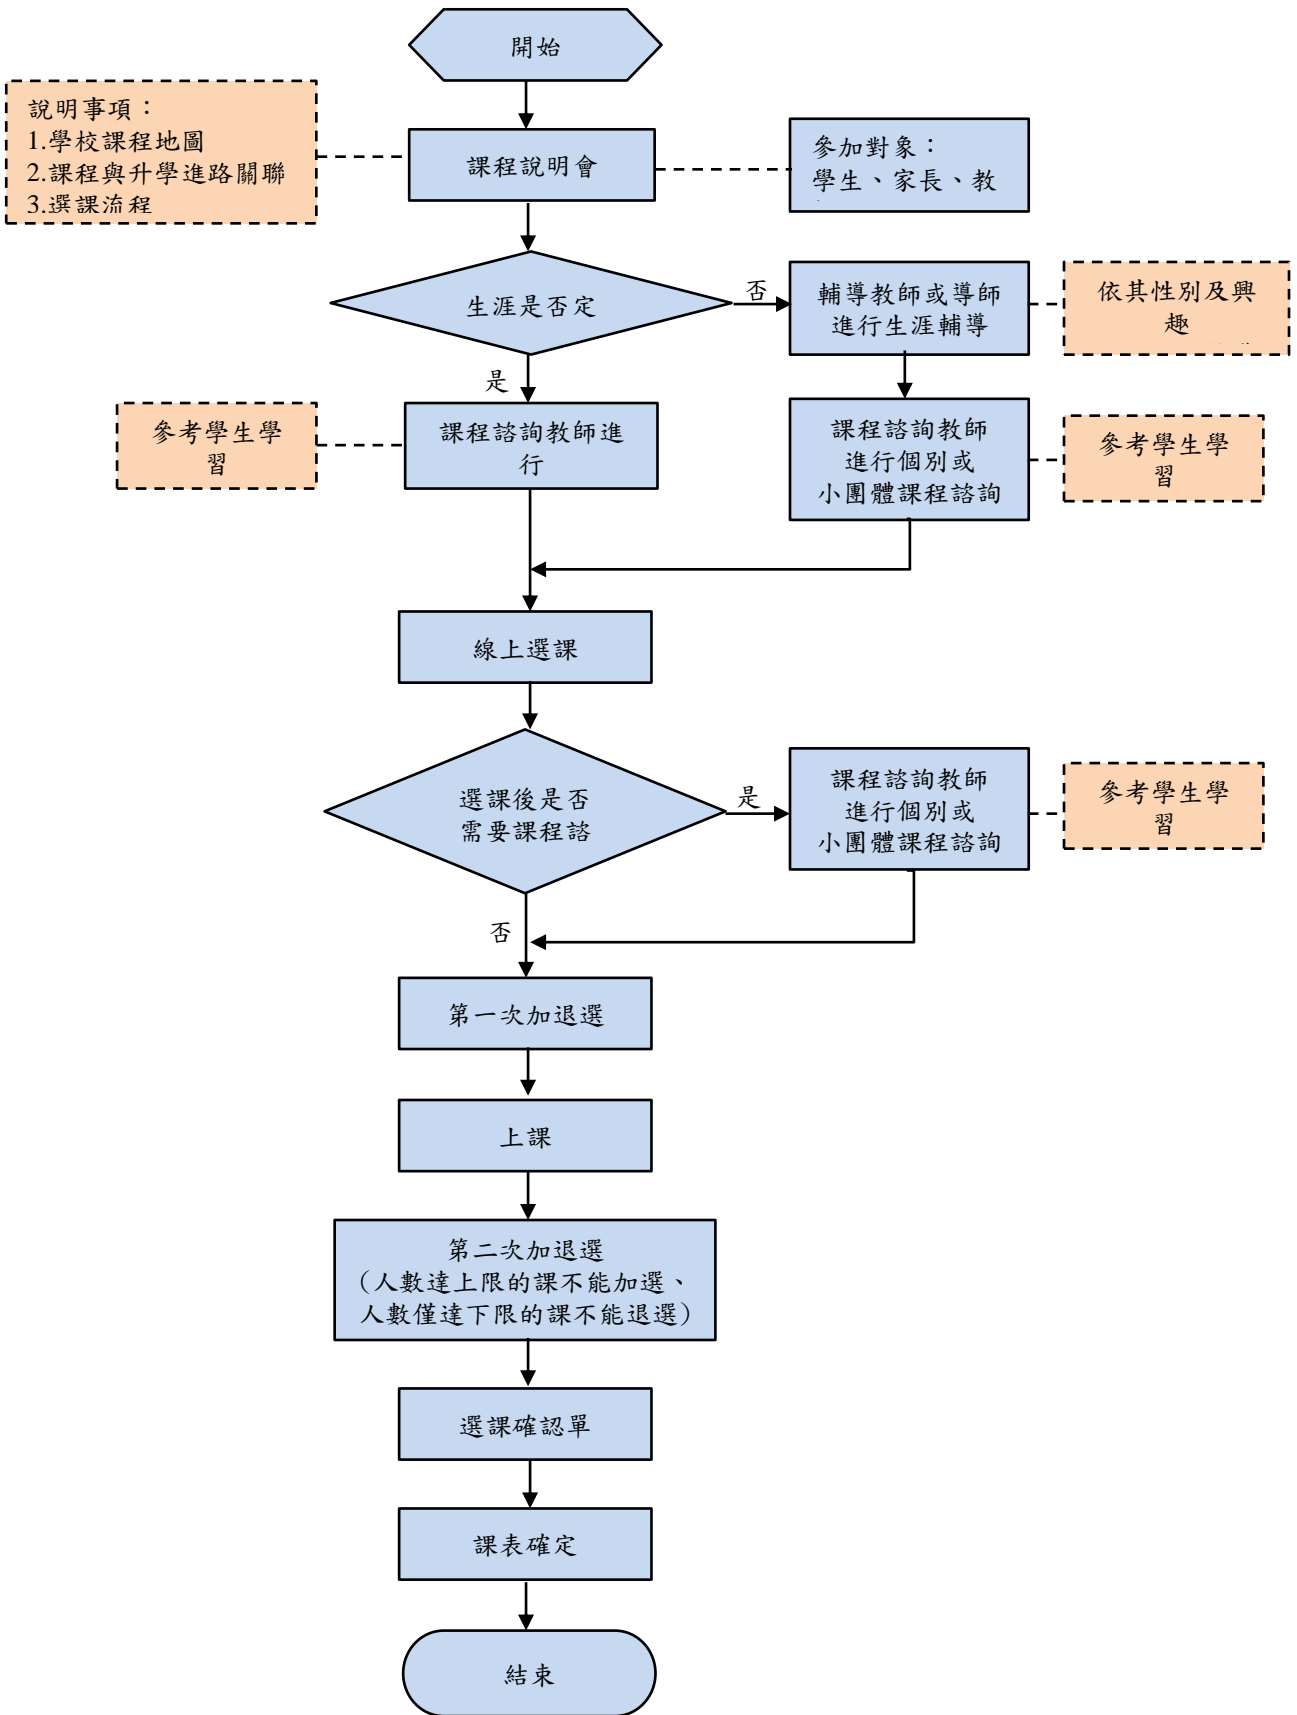 開始
說明事項：
1.學校課程地圖
2.課程與升學進路關聯
3.選課流程
課程說明會
參加對象：
學生、家長、教
生涯是否定
否
輔導教師或導師
進行生涯輔導
依其性別及興
趣
是
參考學生學
習
課程諮詢教師進
行
課程諮詢教師
進行個別或
小團體課程諮詢
參考學生學
習
線上選課
選課後是否
需要課程諮
是
課程諮詢教師
進行個別或
小團體課程諮詢
參考學生學
習
否
第一次加退選
上課
第二次加退選
（人數達上限的課不能加選、
人數僅達下限的課不能退選）
選課確認單
課表確定
結束